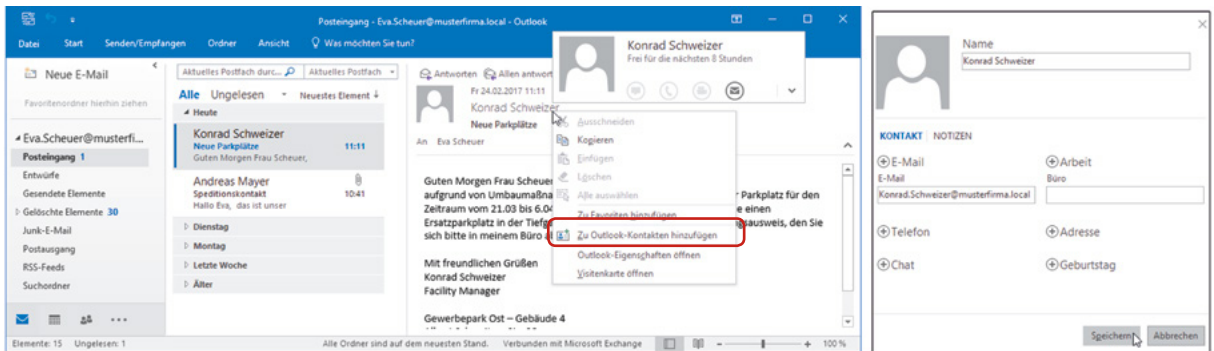 Posteingang - Eva.Scheuer@musterfirma.local - Outlook
Datei Start Senden/Empfangen Ordner Ansicht Was möchten Sie tun?
Neue E-Mail
Favoritenordner hierhin ziehen
Eva.Scheuer@musterfi...
Posteingang 1
Entwürfe
Gesendete Elemente
Gelöschte Elemente 30
Junk-E-Mail
Postausgang
RSS-Feeds
Suchordner
Aktuelles Postfach durc... Aktuelles Postfach
Alle Ungelesen Neuestes Element ↓
Heute
Konrad Schweizer
Neue Parkplätze 11:11
Guten Morgen Frau Scheuer,
Andreas Mayer
Speditionskontakt 10:41
Hallo Eva, das ist unser
Dienstag
Montag
Letzte Woche
Älter
Antworten Allen antwort
Fr 24.02.2017 11:11
Konrad Schweizer
Neue Parkplätze
An Eva Scheuer
Guten Morgen Frau Scheuer
aufgrund von Umbaumaßna r Parkplatz für den
Zeitraum vom 21.03 bis 6.04 e einen
Ersatzparkplatz in der Tiefg gsausweis, den Sie
sich bitte in meinem Büro a
Mit freundlichen Grüßen
Konrad Schweizer
Facility Manager
Gewerbepark Ost – Gebäude 4
Konrad Schweizer
Frei für die nächsten 8 Stunden
Ausschneiden
Kopieren
Einfügen
Löschen
Alle auswählen
Zu Favoriten hinzufügen
Zu Outlook-Kontakten hinzufügen
Outlook-Eigenschaften öffnen
Visitenkarte öffnen
Elemente: 15 Ungelesen: 1 Alle Ordner sind auf dem neuesten Stand. Verbunden mit Microsoft Exchange 100 %
Name
Konrad Schweizer
KONTAKT NOTIZEN
E-Mail Arbeit
E-Mail Büro
Konrad.Schweizer@musterfirma.local
Telefon Adresse
Chat Geburtstag
Speichern Abbrechen